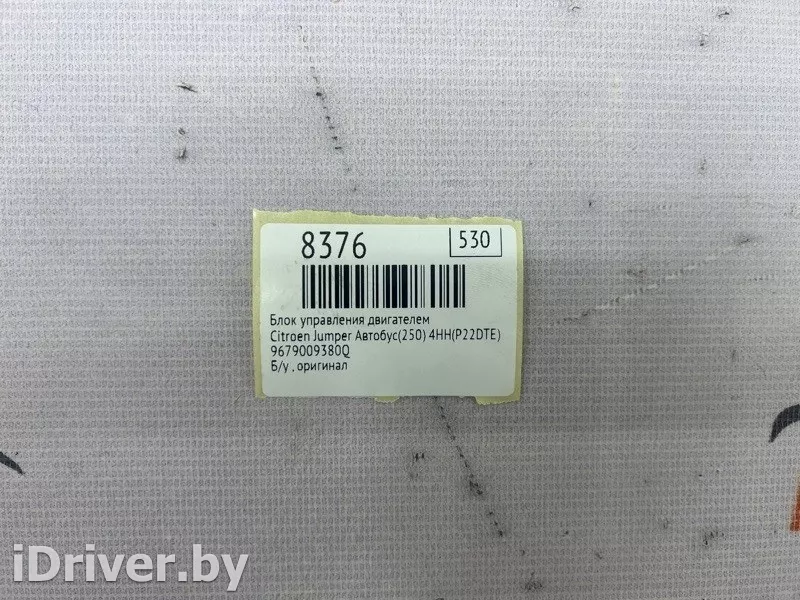 8376
530
Блок управления двигателем
Citroen Jumper Автобус(250) 4HH(P22DTE)
9679009380Q
Б/у , оригинал
iDriver.by